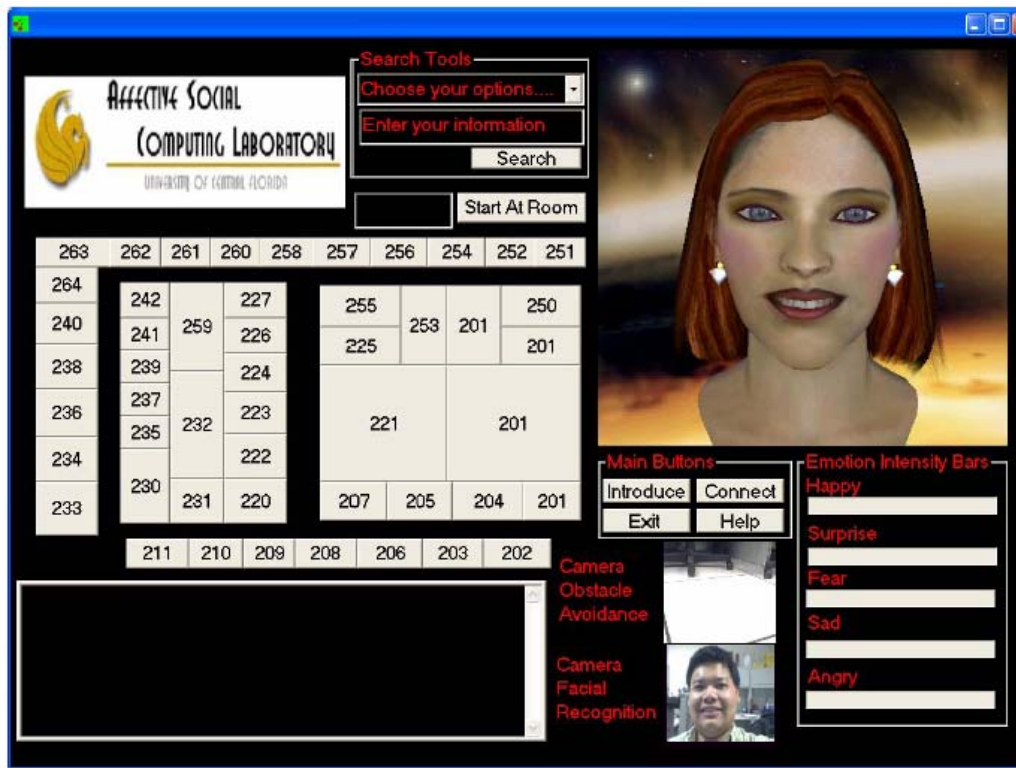 AFFECTIVE SOCIAL
COMPUTING LABORATORY
UNIVERSITY OF CENTRAL FLORIDA
Search Tools
Choose your options....
Enter your information
Search
Start At Room
263 262 261 260 258 257 256 254 252 251
264
240
238
236
234
233
242
241
239
237
235
230
259
232
231
227
226
224
223
222
220
255
225
253
201
250
201
221
201
207 205 204 201
211 210 209 208 206 203 202
Main Buttons
Introduce Connect
Exit Help
Emotion Intensity Bars
Happy
Surprise
Fear
Sad
Angry
Camera
Obstacle
Avoidance
Camera
Facial
Recognition